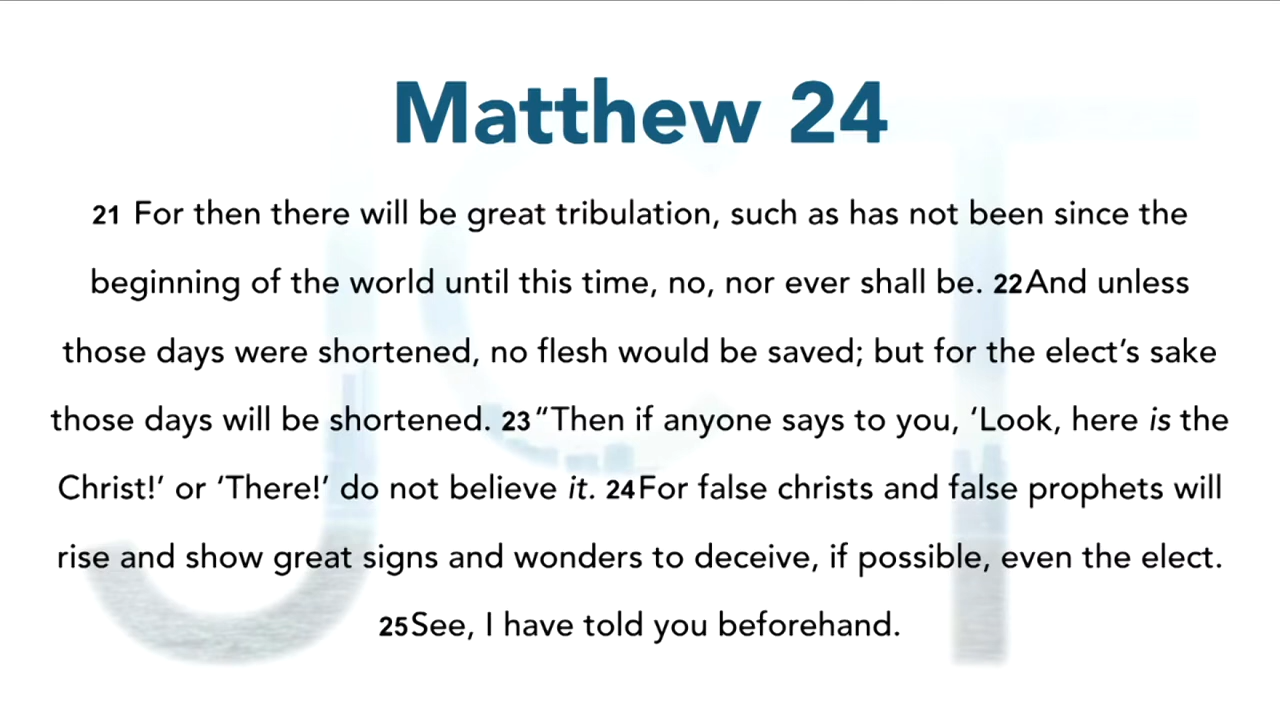 Matthew 24
21 For then there will be great tribulation, such as has not been since the
beginning of the world until this time, no, nor ever shall be. 22And unless
those days were shortened, no flesh would be saved; but for the elect’s sake
those days will be shortened. 23“Then if anyone says to you, ‘Look, here is the
Christ!’ or ‘There!’ do not believe it. 24For false christs and false prophets will
rise and show great signs and wonders to deceive, if possible, even the elect.
25See, I have told you beforehand.
JCT